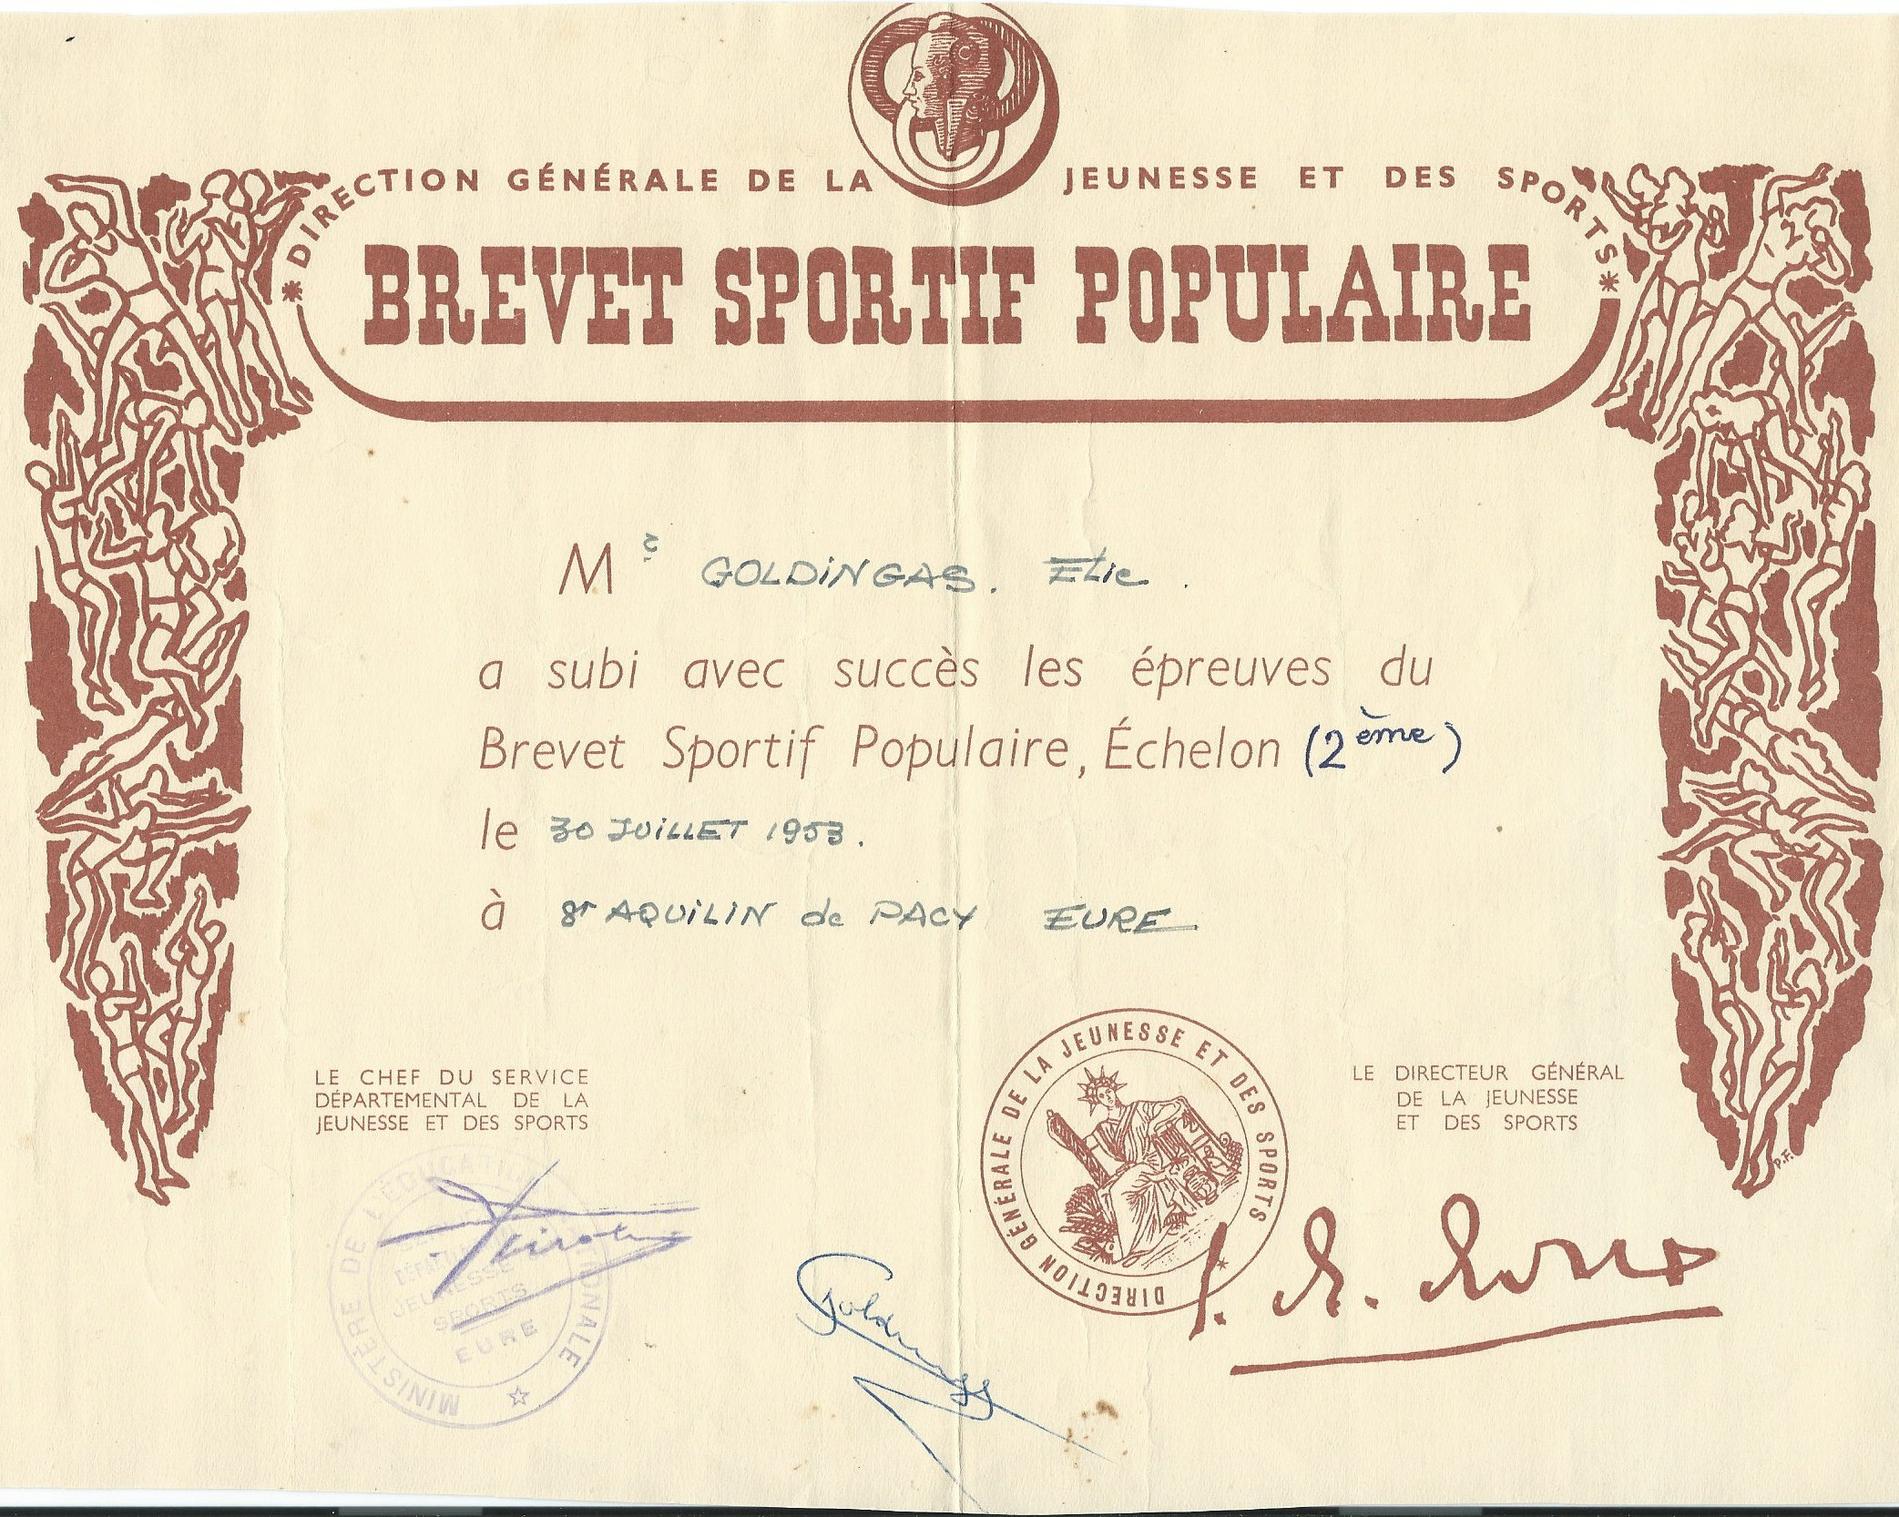 * DIRECTION GÉNÉRALE DE LA JEUNESSE ET DES SPORTS *
BREVET SPORTIF POPULAIRE
Mr GOLDINGAS. Elie.
a subi avec succès les épreuves du
Brevet Sportif Populaire, Échelon (2ème)
le 30 JUILLET 1953.
à St AQUILIN de PACY EURE
LE CHEF DU SERVICE
DÉPARTEMENTAL DE LA
JEUNESSE ET DES SPORTS
MINISTÈRE DE L'ÉDUCATION NATIONALE
JEUNESSE
SPORTS
EURE
DIRECTION GÉNÉRALE DE LA JEUNESSE ET DES SPORTS *
LE DIRECTEUR GÉNÉRAL
DE LA JEUNESSE
ET DES SPORTS
P.F.